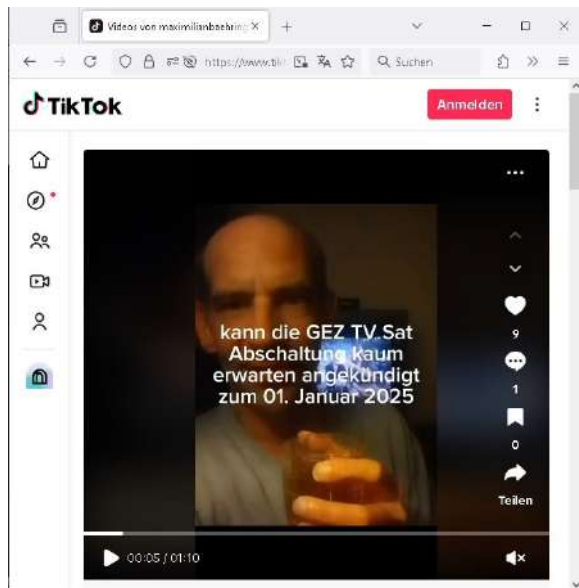 Videos von maximilianbaehring
https://www.tik
Suchen
TikTok
Anmelden
kann die GEZ TV Sat
Abschaltung kaum
erwarten angekündigt
zum 01. Januar 2025
9
1
0
Teilen
00:05 / 01:10